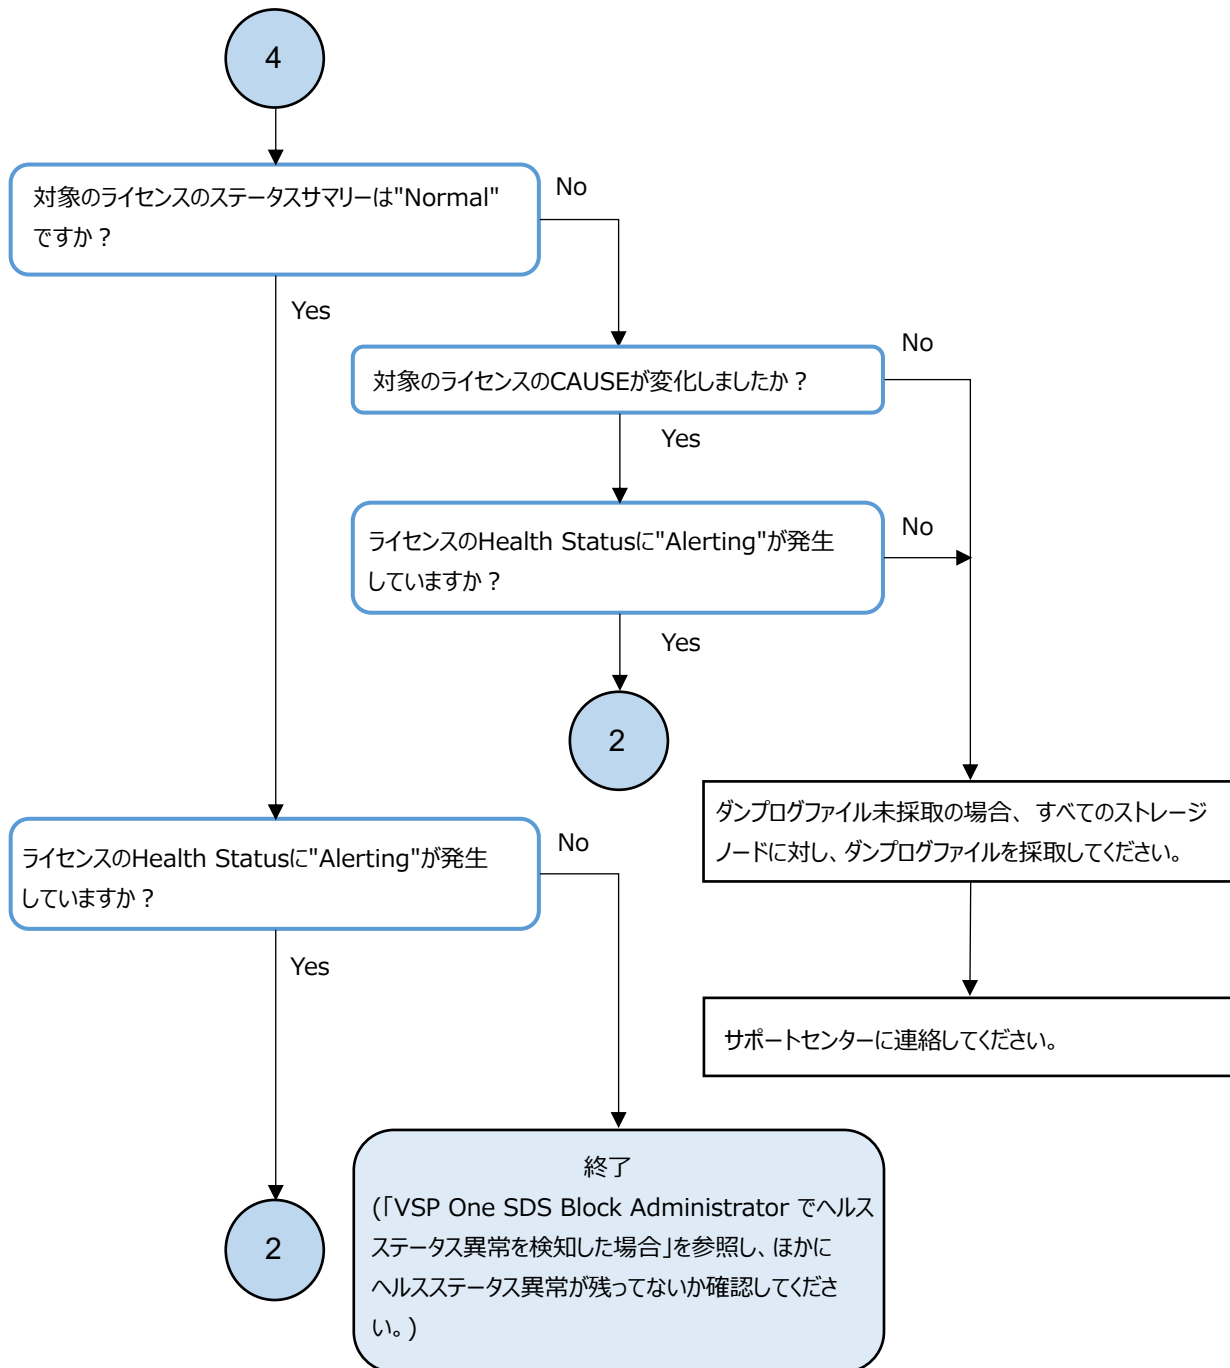 4
対象のライセンスのステータスサマリーは"Normal"
ですか？
No
Yes
No
対象のライセンスのCAUSEが変化しましたか？
Yes
ライセンスのHealth Statusに"Alerting"が発生
していますか？
No
Yes
2
ダンプログファイル未採取の場合、すべてのストレージ
ノードに対し、ダンプログファイルを採取してください。
ライセンスのHealth Statusに"Alerting"が発生
していますか？
No
Yes
サポートセンターに連絡してください。
2
終了
(「VSP One SDS Block Administrator でヘルス
ステータス異常を検知した場合」を参照し、ほかに
ヘルスステータス異常が残ってないか確認してくださ
い。)